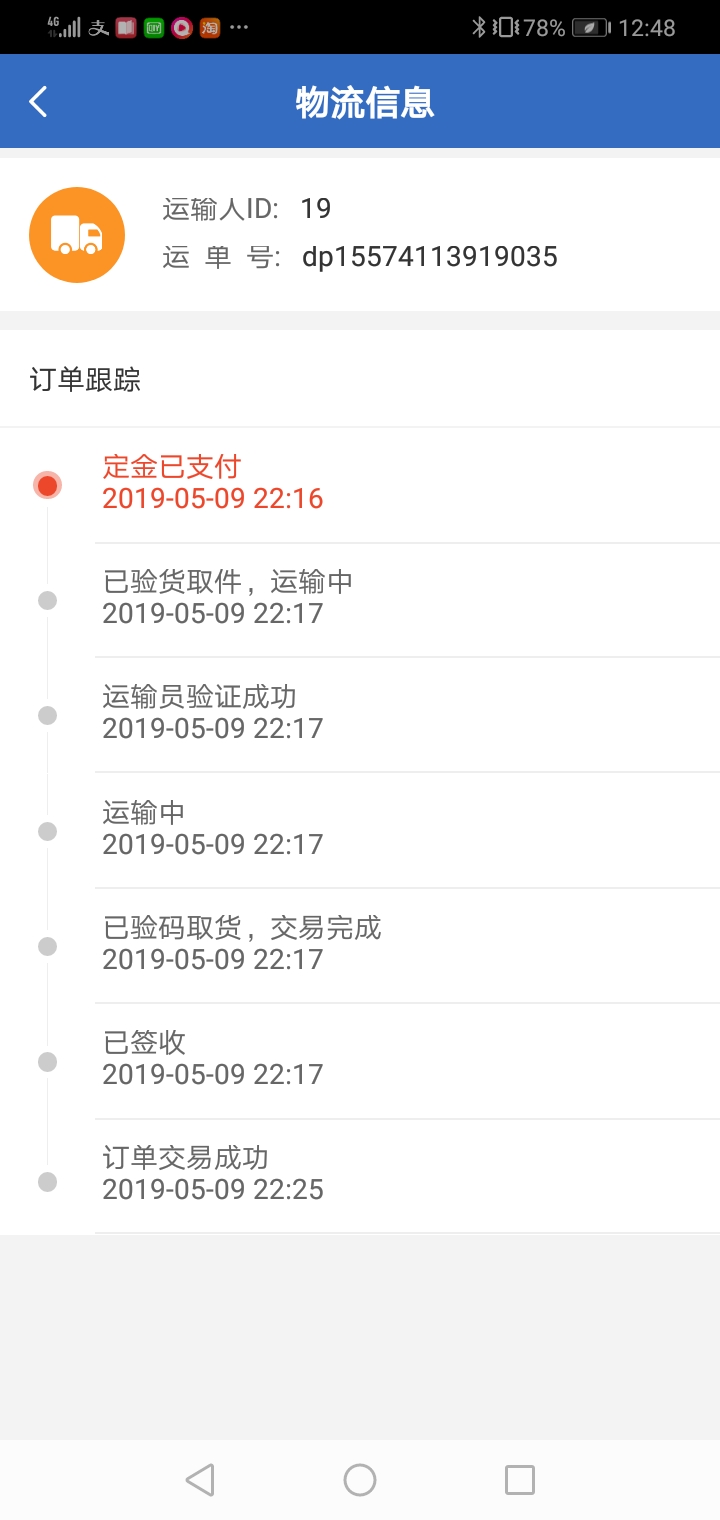 4G 支 DIY 淘 ··· 78% 12:48
物流信息
运输人ID: 19
运 单 号: dp15574113919035
订单跟踪
定金已支付
2019-05-09 22:16
已验货取件，运输中
2019-05-09 22:17
运输员验证成功
2019-05-09 22:17
运输中
2019-05-09 22:17
已验码取货，交易完成
2019-05-09 22:17
已签收
2019-05-09 22:17
订单交易成功
2019-05-09 22:25